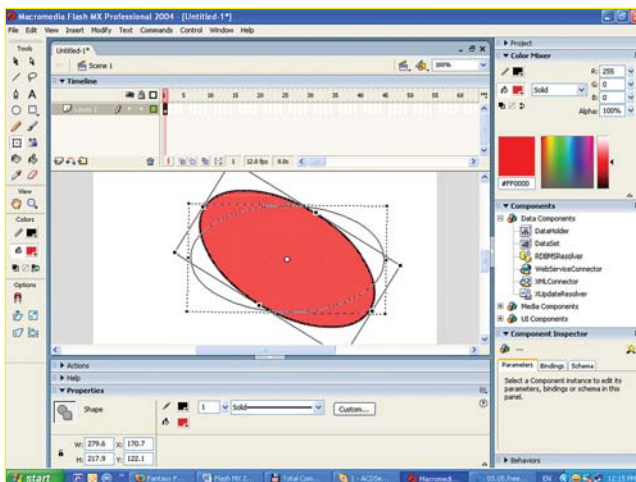 Macromedia Flash MX Professional 2004 - [Untitled-1*]
File Edit View Insert Modify Text Commands Control Window Help
Tools
View
Colors
Options
Untitled-1*
Scene 1
100%
Timeline
1 5 10 15 20 25 30 35 40 45 50 55 60
Layer 1
1 12.0 fps 0.0s
Actions
Help
Properties
Shape
1
Solid
Custom...
W: 279.6 X: 170.7
H: 217.9 Y: 122.1
Project
Color Mixer
R: 255
G: 0
B: 0
Solid
Alpha: 100%
#FF0000
Components
Data Components
DataHolder
DataSet
RDBMSResolver
WebServiceConnector
XMLConnector
XUpdateResolver
Media Components
UI Components
Component Inspector
Parameters Bindings Schema
Select a Component instance to edit its
parameters, bindings or schema in this
panel.
Behaviors
start
Total Com...
1 - ACDSe...
Macromed...
EN